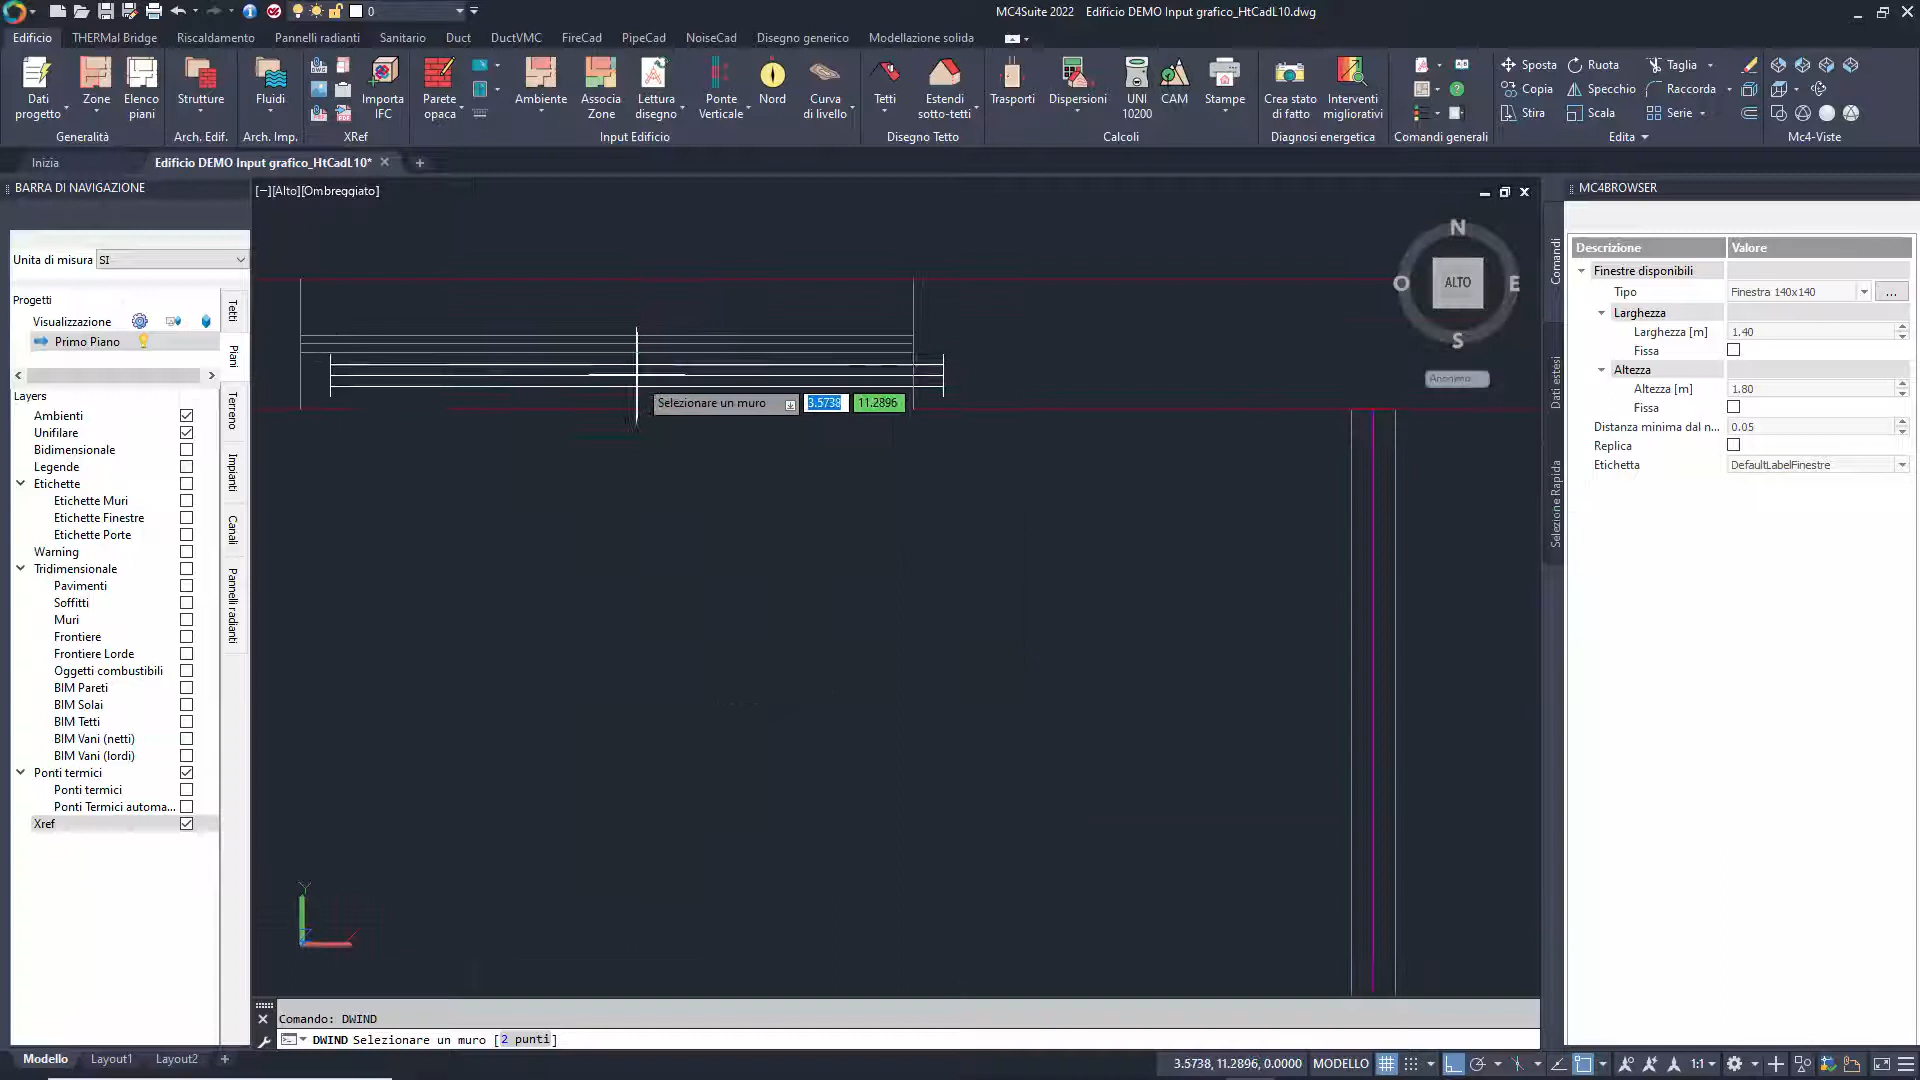 0
MC4Suite 2022 Edificio DEMO Input grafico_HtCadL10.dwg
Edificio THERMal Bridge Riscaldamento Pannelli radianti Sanitario Duct DuctVMC FireCad PipeCad NoiseCad Disegno generico Modellazione solida
Dati progetto
Zone
Elenco piani
Strutture
Fluidi
Importa IFC
Parete opaca
Ambiente
Associa Zone
Lettura disegno
Ponte Verticale
Nord
Curva di livello
Tetti
Estendi sotto-tetti
Trasporti
Dispersioni
UNI 10200
CAM
Stampe
Crea stato di fatto
Interventi migliorativi
Sposta Ruota Taglia
Copia Specchio Raccorda
Stira Scala Serie
Generalità Arch. Edif. Arch. Imp. XRef Input Edificio Disegno Tetto Calcoli Diagnosi energetica Comandi generali Edita Mc4-Viste
Inizia Edificio DEMO Input grafico_HtCadL10*
BARRA DI NAVIGAZIONE
Unita di misura SI
Progetti
Visualizzazione
Primo Piano
Layers
Ambienti
Unifilare
Bidimensionale
Legende
Etichette
Etichette Muri
Etichette Finestre
Etichette Porte
Warning
Tridimensionale
Pavimenti
Soffitti
Muri
Frontiere
Frontiere Lorde
Oggetti combustibili
BIM Pareti
BIM Solai
BIM Tetti
BIM Vani (netti)
BIM Vani (lordi)
Ponti termici
Ponti termici
Ponti Termici automa...
Xref
Tetti
Piani
Terreno
Impianti
Canali
Pannelli radianti
[−][Alto][Ombreggiato]
N
O ALTO E
S
Anonimo
Selezionare un muro 3.5738 11.2896
Y
Comandi
Dati estesi
Selezione Rapida
MC4BROWSER
Descrizione Valore
Finestre disponibili
Tipo Finestra 140x140 ...
Larghezza
Larghezza [m] 1.40
Fissa
Altezza
Altezza [m] 1.80
Fissa
Distanza minima dal n... 0.05
Replica
Etichetta DefaultLabelFinestre
Comando: DWIND
DWIND Selezionare un muro [2 punti]
Modello Layout1 Layout2 +
3.5738, 11.2896, 0.0000 MODELLO 1:1